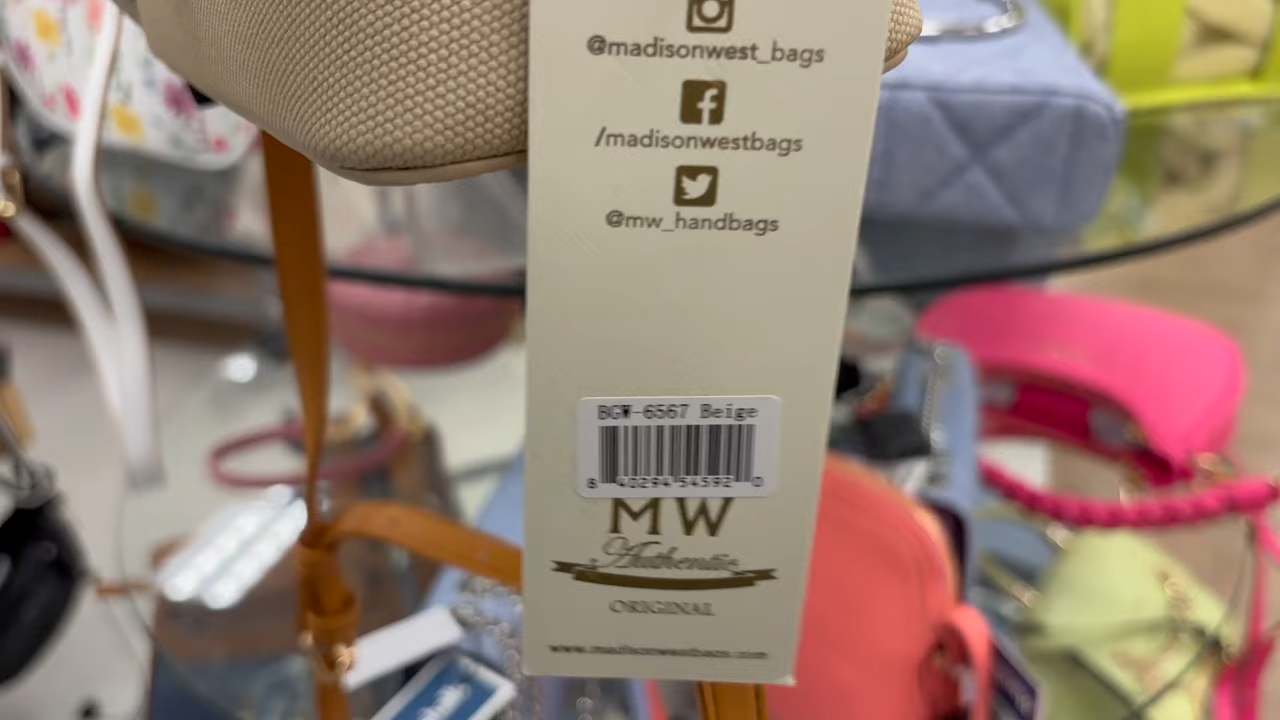 @madisonwest_bags
/madisonwestbags
@mw_handbags
BGW-6567 Beige
8 40294 54592 0
MW
Authentic
ORIGINAL
www.madisonwestbags.com